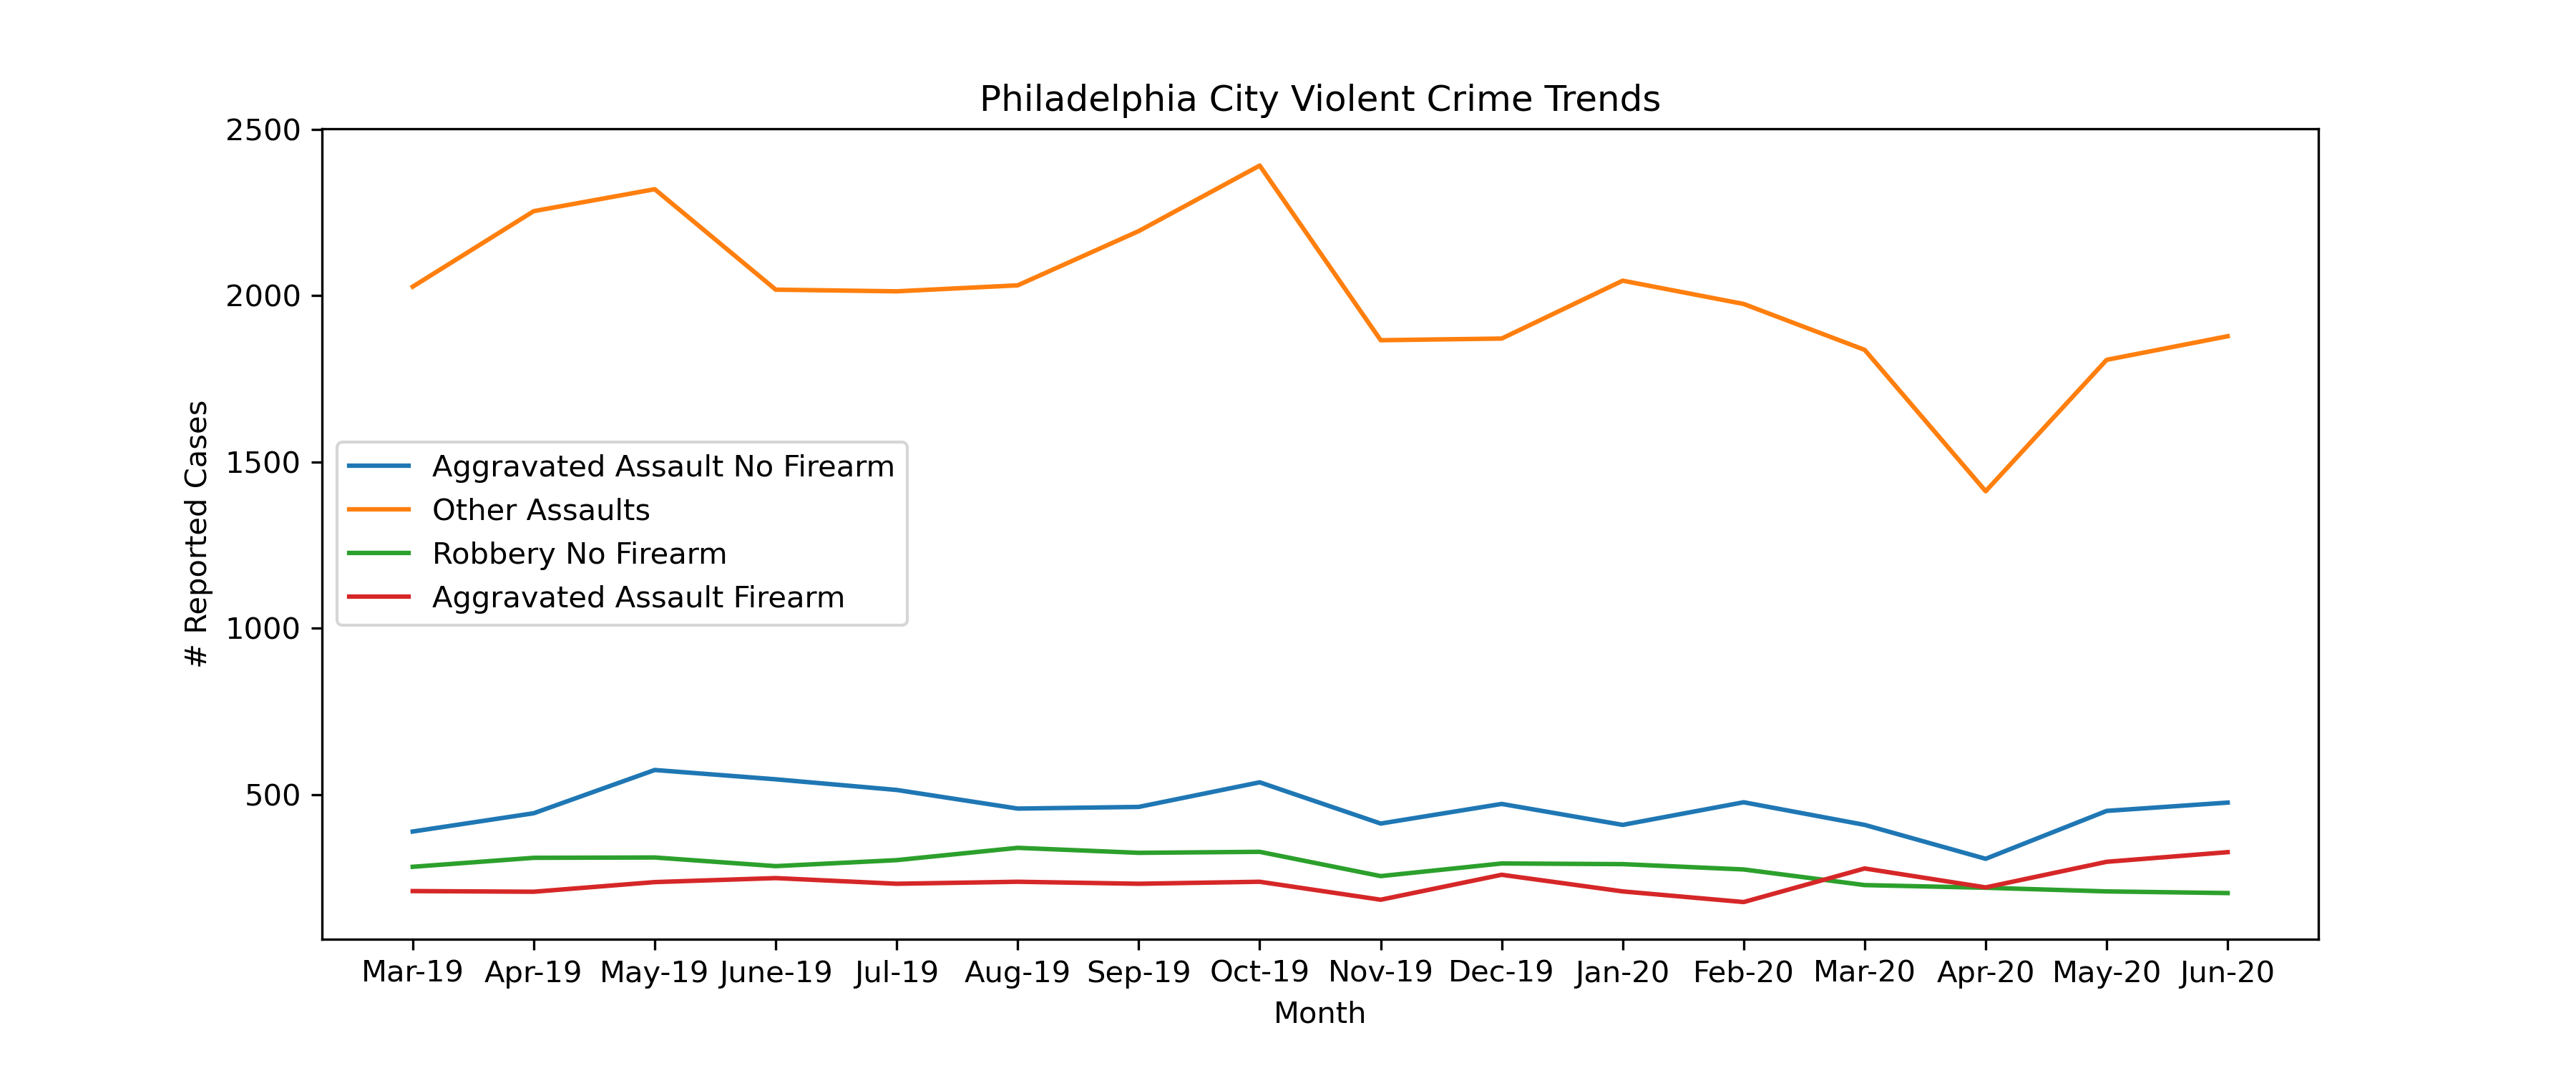 Philadelphia City Violent Crime Trends
2500
2000
1500
1000
500
# Reported Cases
Aggravated Assault No Firearm
Other Assaults
Robbery No Firearm
Aggravated Assault Firearm
Mar-19 Apr-19 May-19 June-19 Jul-19 Aug-19 Sep-19 Oct-19 Nov-19 Dec-19 Jan-20 Feb-20 Mar-20 Apr-20 May-20 Jun-20
Month